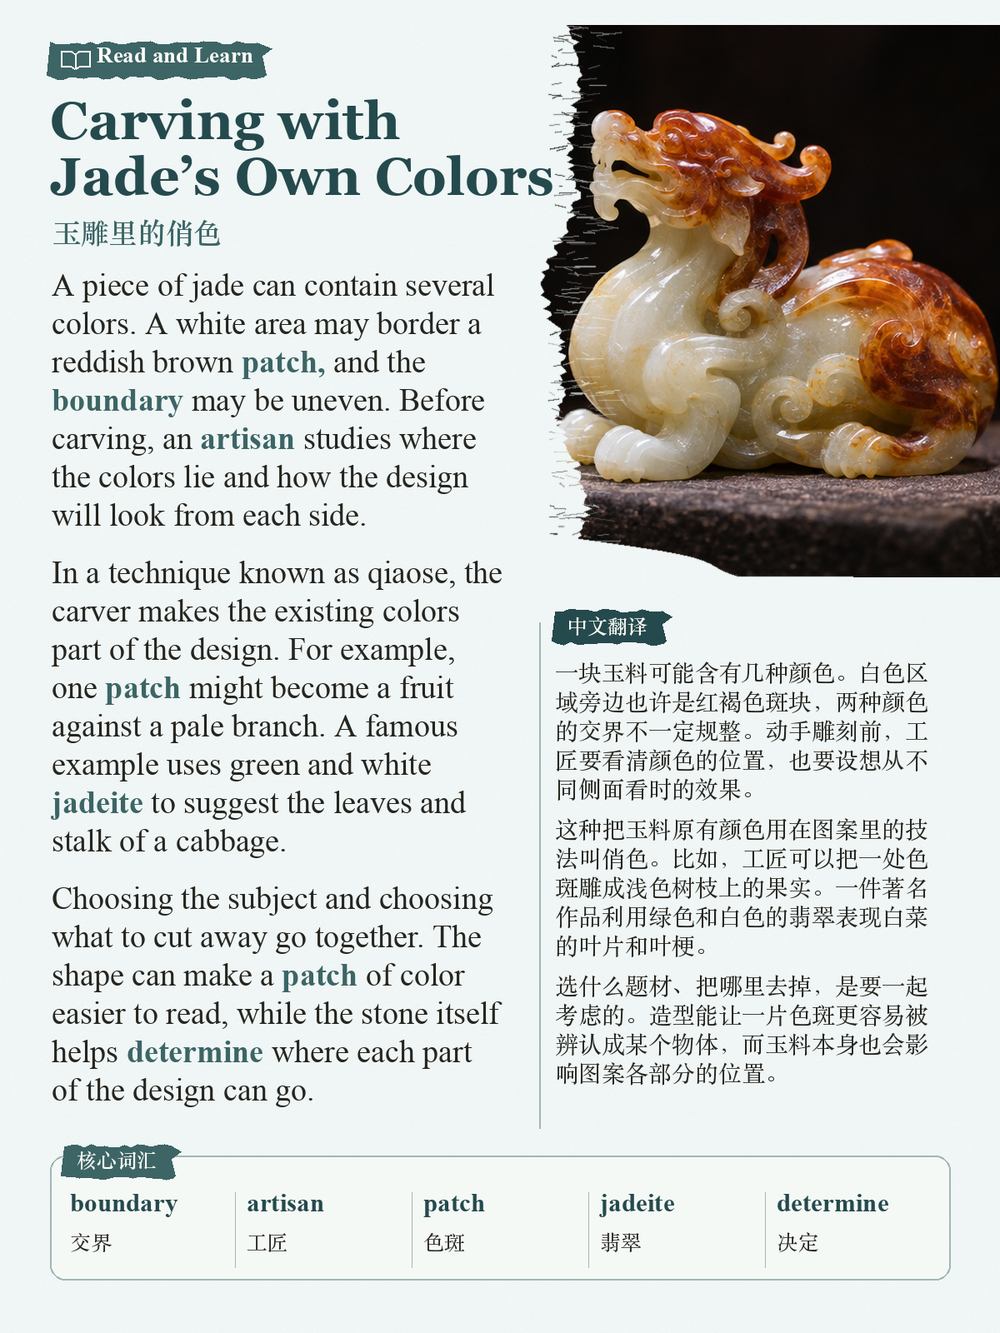 Read and Learn
Carving with
Jade’s Own Colors
玉雕里的俏色
A piece of jade can contain several
colors. A white area may border a
reddish brown patch, and the
boundary may be uneven. Before
carving, an artisan studies where
the colors lie and how the design
will look from each side.
In a technique known as qiaose, the
carver makes the existing colors
part of the design. For example,
one patch might become a fruit
against a pale branch. A famous
example uses green and white
jadeite to suggest the leaves and
stalk of a cabbage.
Choosing the subject and choosing
what to cut away go together. The
shape can make a patch of color
easier to read, while the stone itself
helps determine where each part
of the design can go.
中文翻译
一块玉料可能含有几种颜色。白色区
域旁边也许是红褐色斑块，两种颜色
的交界不一定规整。动手雕刻前，工
匠要看清颜色的位置，也要设想从不
同侧面看时的效果。
这种把玉料原有颜色用在图案里的技
法叫俏色。比如，工匠可以把一处色
斑雕成浅色树枝上的果实。一件著名
作品利用绿色和白色的翡翠表现白菜
的叶片和叶梗。
选什么题材、把哪里去掉，是要一起
考虑的。造型能让一片色斑更容易被
辨认成某个物体，而玉料本身也会影
响图案各部分的位置。
核心词汇
boundary
交界
artisan
工匠
patch
色斑
jadeite
翡翠
determine
决定